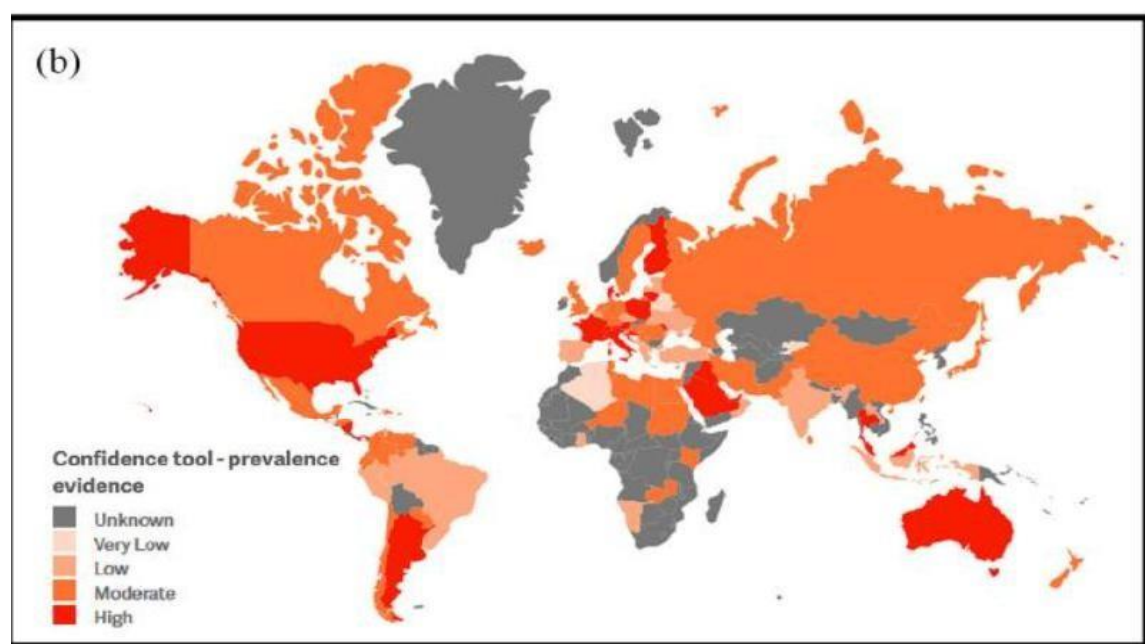 (b)
Confidence tool - prevalence
evidence
Unknown
Very Low
Low
Moderate
High